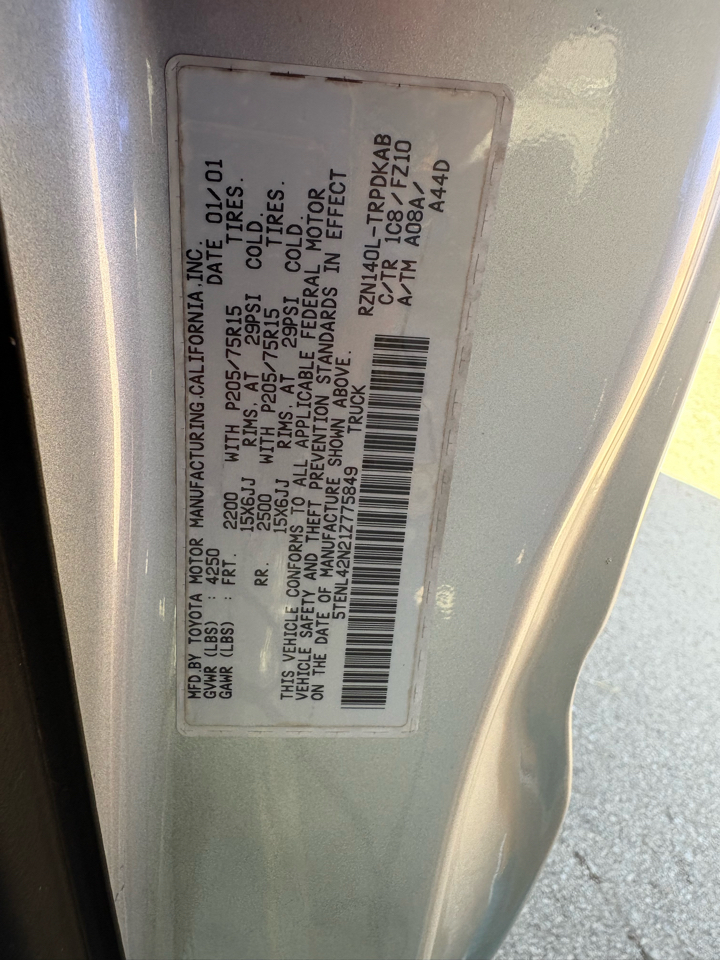 MFD.BY TOYOTA MOTOR MANUFACTURING.CALIFORNIA.INC.
GVWR (LBS) : 4250 DATE 01/01
GAWR (LBS) : FRT. 2200 WITH P205/75R15 TIRES.
15X6JJ RIMS, AT 29PSI COLD.
RR. 2500 WITH P205/75R15 TIRES.
15X6JJ RIMS, AT 29PSI COLD.
THIS VEHICLE CONFORMS TO ALL APPLICABLE FEDERAL MOTOR
VEHICLE SAFETY AND THEFT PREVENTION STANDARDS IN EFFECT
ON THE DATE OF MANUFACTURE SHOWN ABOVE.
5TENL42N21Z775849 TRUCK
RZN140L-TRPDKAB
C/TR 1C8/FZ10
A/TM A08A/
A44D